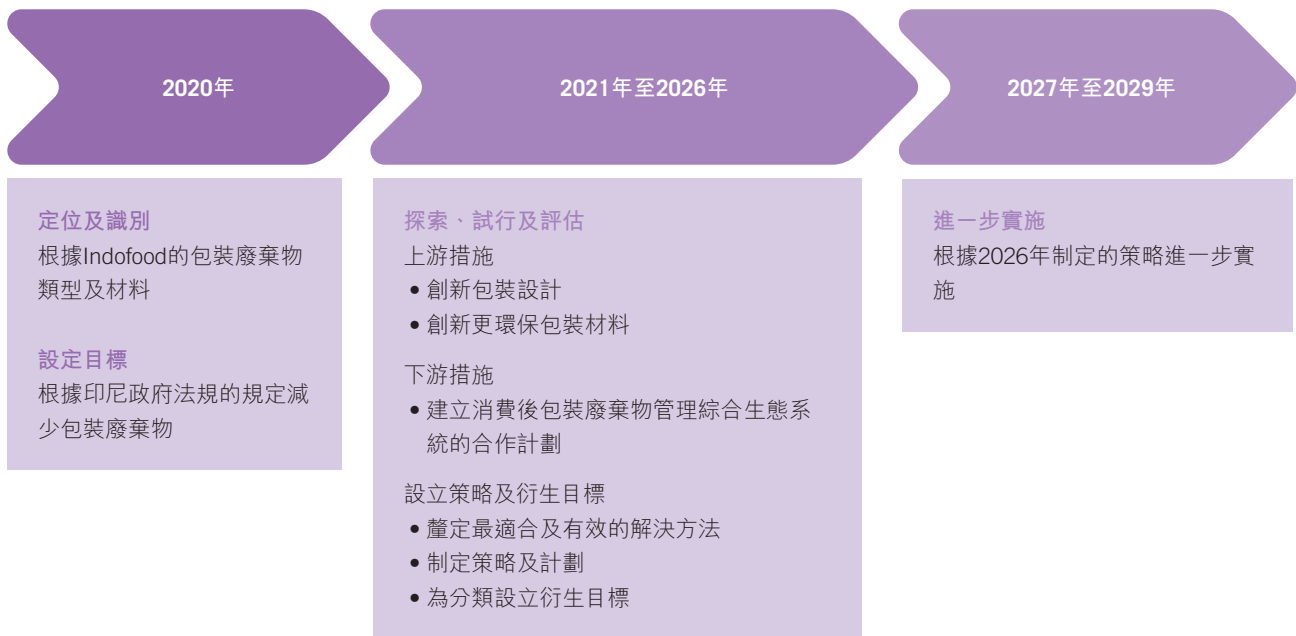 2020年
2021年至2026年
2027年至2029年
定位及識別
根據Indofood的包裝廢棄物
類型及材料
設定目標
根據印尼政府法規的規定減
少包裝廢棄物
探索、試行及評估
上游措施
• 創新包裝設計
• 創新更環保包裝材料
下游措施
• 建立消費後包裝廢棄物管理綜合生態系
統的合作計劃
設立策略及衍生目標
• 釐定最適合及有效的解決方法
• 制定策略及計劃
• 為分類設立衍生目標
進一步實施
根據2026年制定的策略進一步實
施